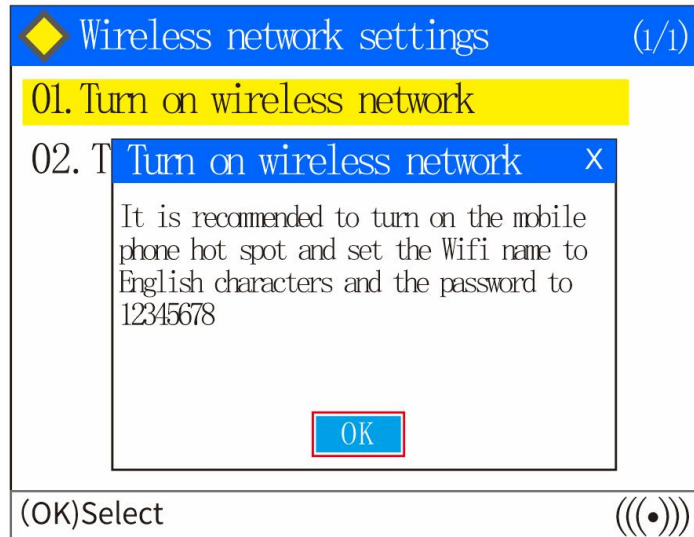 Wireless network settings (1/1)
01. Turn on wireless network
02. T
Turn on wireless network X
It is recommended to turn on the mobile
phone hot spot and set the Wifi name to
English characters and the password to
12345678
OK
(OK)Select